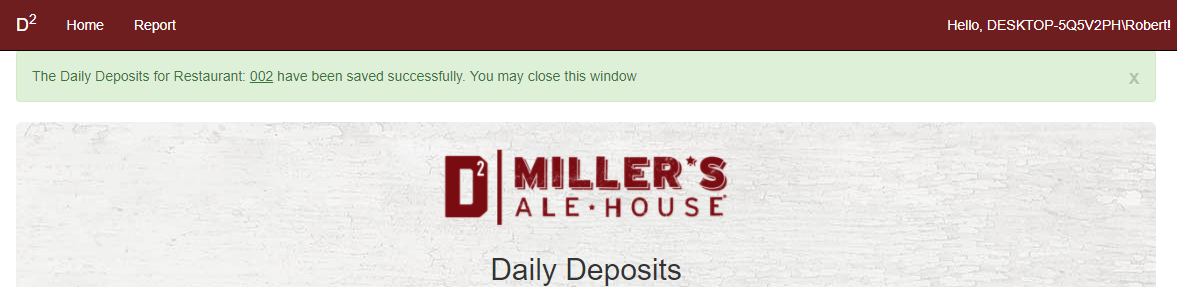 D2 Home Report Hello, DESKTOP-5Q5V2PH\Robert!
The Daily Deposits for Restaurant: 002 have been saved successfully. You may close this window x
D2 MILLER'S
ALE HOUSE
Daily Deposits